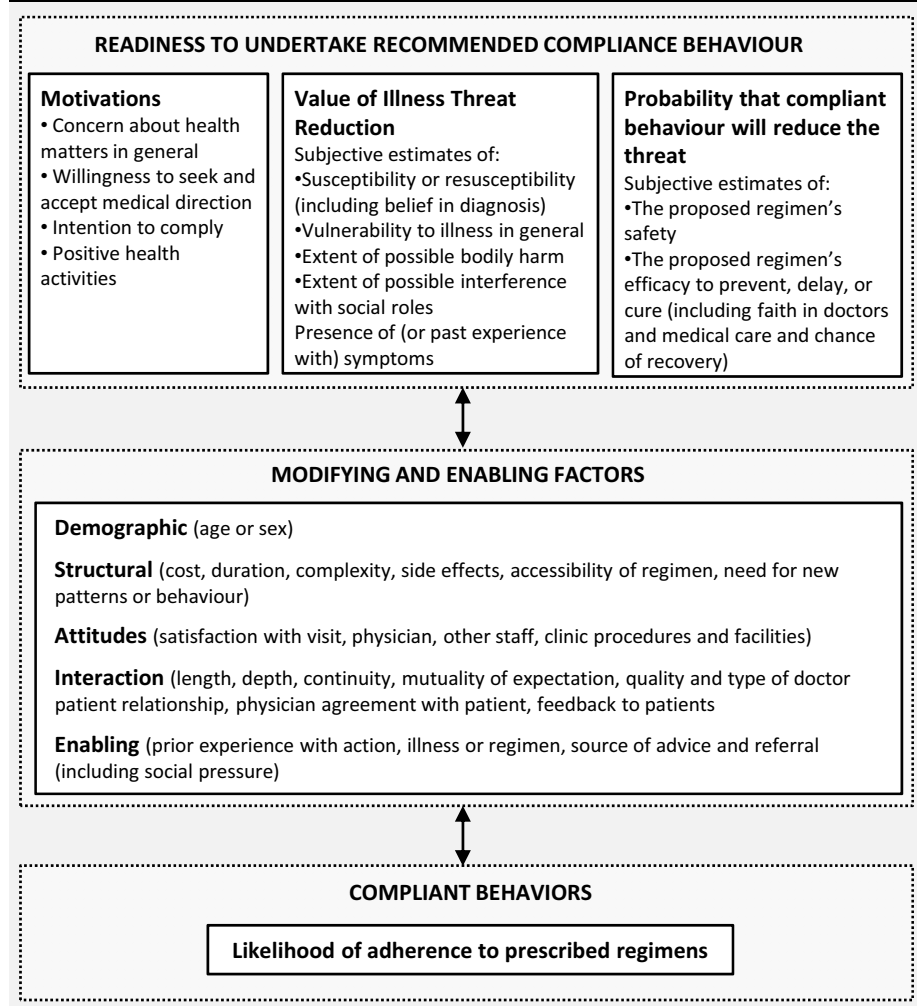 READINESS TO UNDERTAKE RECOMMENDED COMPLIANCE BEHAVIOUR
Motivations
• Concern about health
matters in general
• Willingness to seek and
accept medical direction
• Intention to comply
• Positive health
activities
Value of Illness Threat
Reduction
Subjective estimates of:
•Susceptibility or resusceptibility
(including belief in diagnosis)
•Vulnerability to illness in general
•Extent of possible bodily harm
•Extent of possible interference
with social roles
Presence of (or past experience
with) symptoms
Probability that compliant
behaviour will reduce the
threat
Subjective estimates of:
•The proposed regimen’s
safety
•The proposed regimen’s
efficacy to prevent, delay, or
cure (including faith in doctors
and medical care and chance
of recovery)
MODIFYING AND ENABLING FACTORS
Demographic (age or sex)
Structural (cost, duration, complexity, side effects, accessibility of regimen, need for new
patterns or behaviour)
Attitudes (satisfaction with visit, physician, other staff, clinic procedures and facilities)
Interaction (length, depth, continuity, mutuality of expectation, quality and type of doctor
patient relationship, physician agreement with patient, feedback to patients
Enabling (prior experience with action, illness or regimen, source of advice and referral
(including social pressure)
COMPLIANT BEHAVIORS
Likelihood of adherence to prescribed regimens